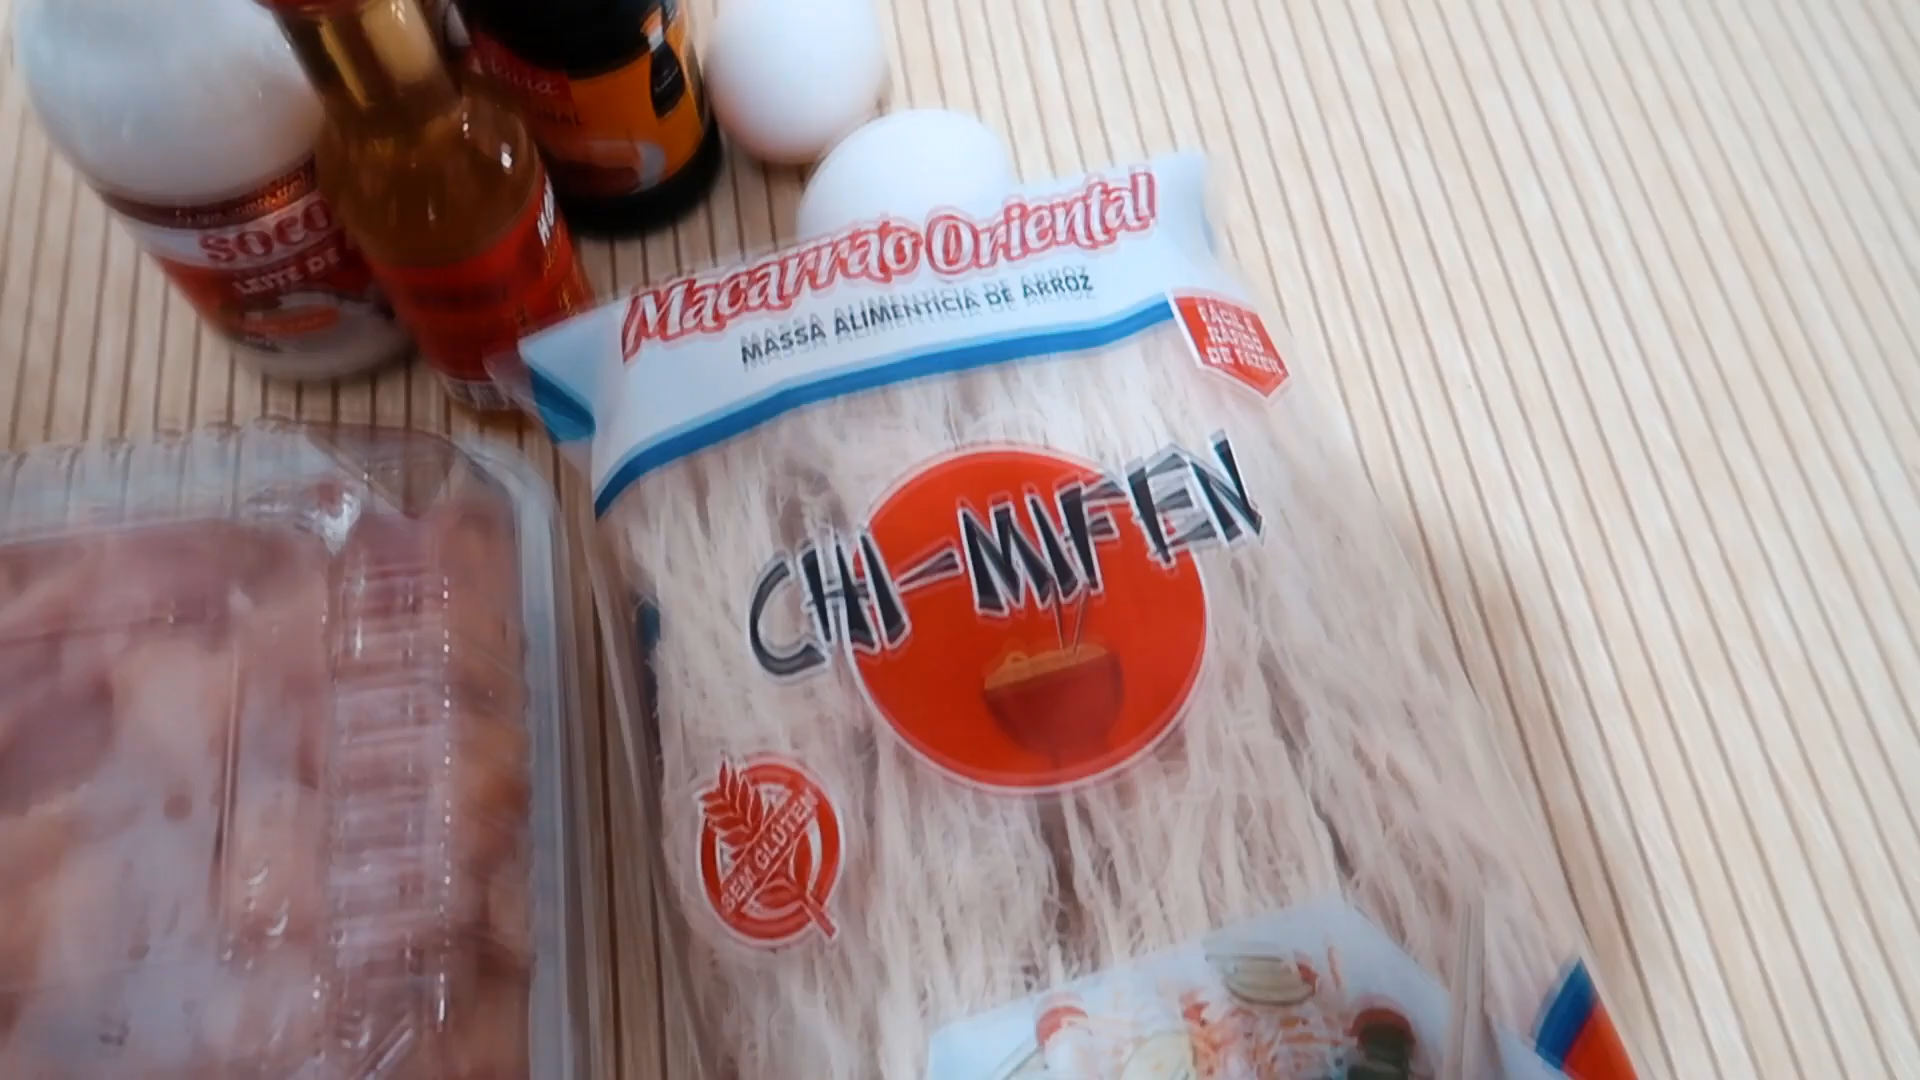 SOCO
LEITE DE
Macarrão Oriental
MASSA ALIMENTÍCIA DE ARROZ
FÁCIL E
RÁPIDO
DE FAZER
CHI-MIFEN
SEM GLÚTEN